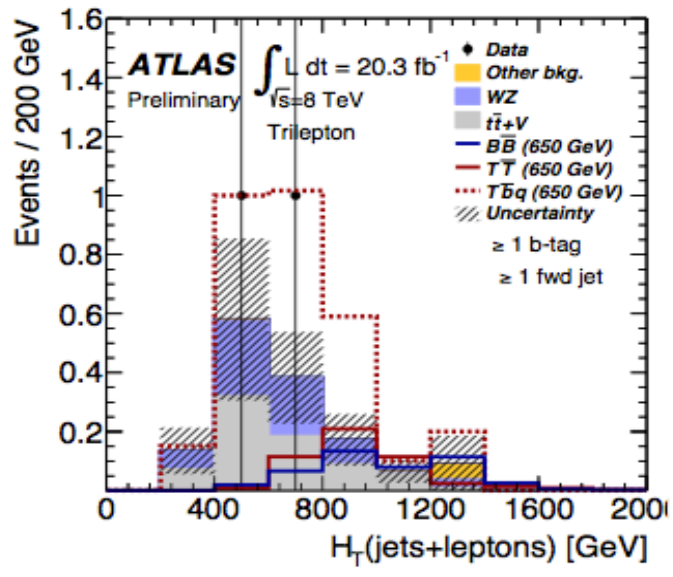 1.6
1.4
1.2
1
0.8
0.6
0.4
0.2
Events / 200 GeV
ATLAS
Preliminary
∫ L dt = 20.3 fb⁻¹
√s=8 TeV
Trilepton
Data
Other bkg.
WZ
tt̄+V
BB̄ (650 GeV)
TT̄ (650 GeV)
Tb̄q (650 GeV)
Uncertainty
≥ 1 b-tag
≥ 1 fwd jet
0 400 800 1200 1600 2000
H_T(jets+leptons) [GeV]